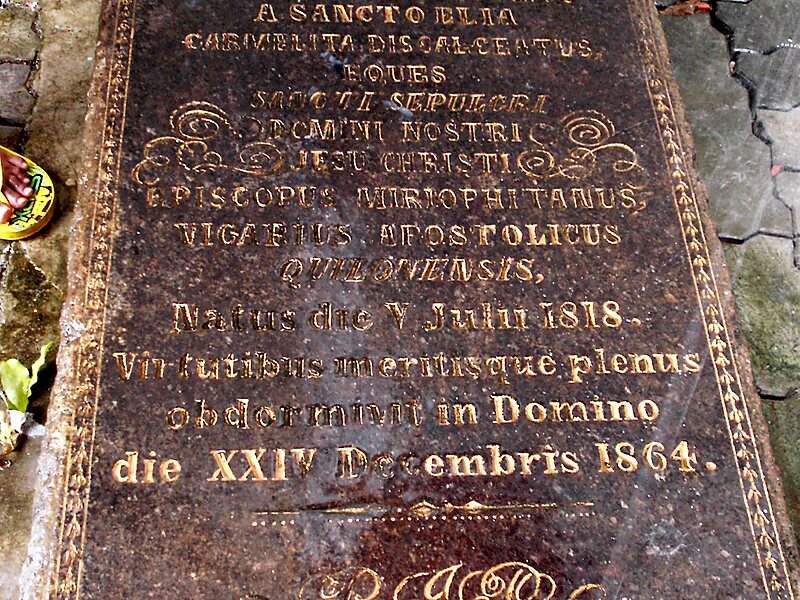 A SANCTO ELIA
CARMELITA DISCALCEATUS,
EQUES
SANCTI SEPULCRI
DOMINI NOSTRI
JESU CHRISTI
EPISCOPUS MIRIOPHITANUS,
VICARIUS APOSTOLICUS
QUILONENSIS,
Natus die V Julii 1818.
Virtutibus meritisque plenus
obdormivit in Domino
die XXIV Decembris 1864.